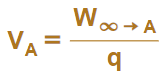 V_A = W_∞→A / q